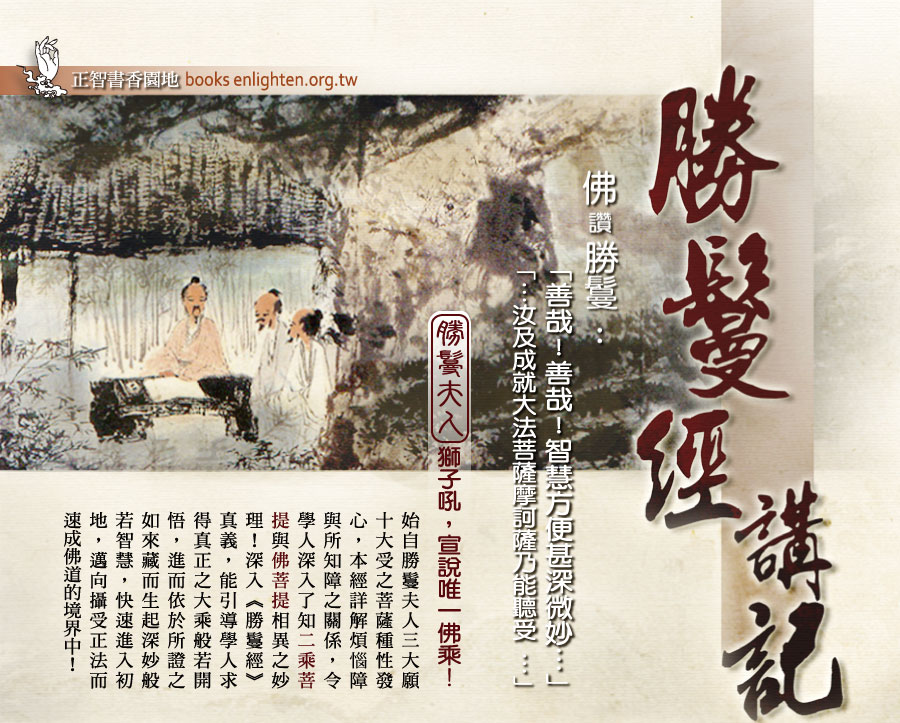 正智書香園地 books enlighten.org.tw
勝鬘經
講記
佛讚勝鬘：
「善哉！善哉！智慧方便甚深微妙…」
「…汝及成就大法菩薩摩訶薩乃能聽受…」
勝鬘夫人獅子吼，宣說唯一佛乘！
始自勝鬘夫人三大願
十大受之菩薩種性發
心，本經詳解煩惱障
與所知障之關係，令
學人深入了知二乘菩
提與佛菩提相異之妙
理！深入《勝鬘經》
真義，能引導學人求
得真正之大乘般若開
悟，進而依於所證之
如來藏而生起深妙般
若智慧，快速進入初
地，邁向攝受正法而
速成佛道的境界中！